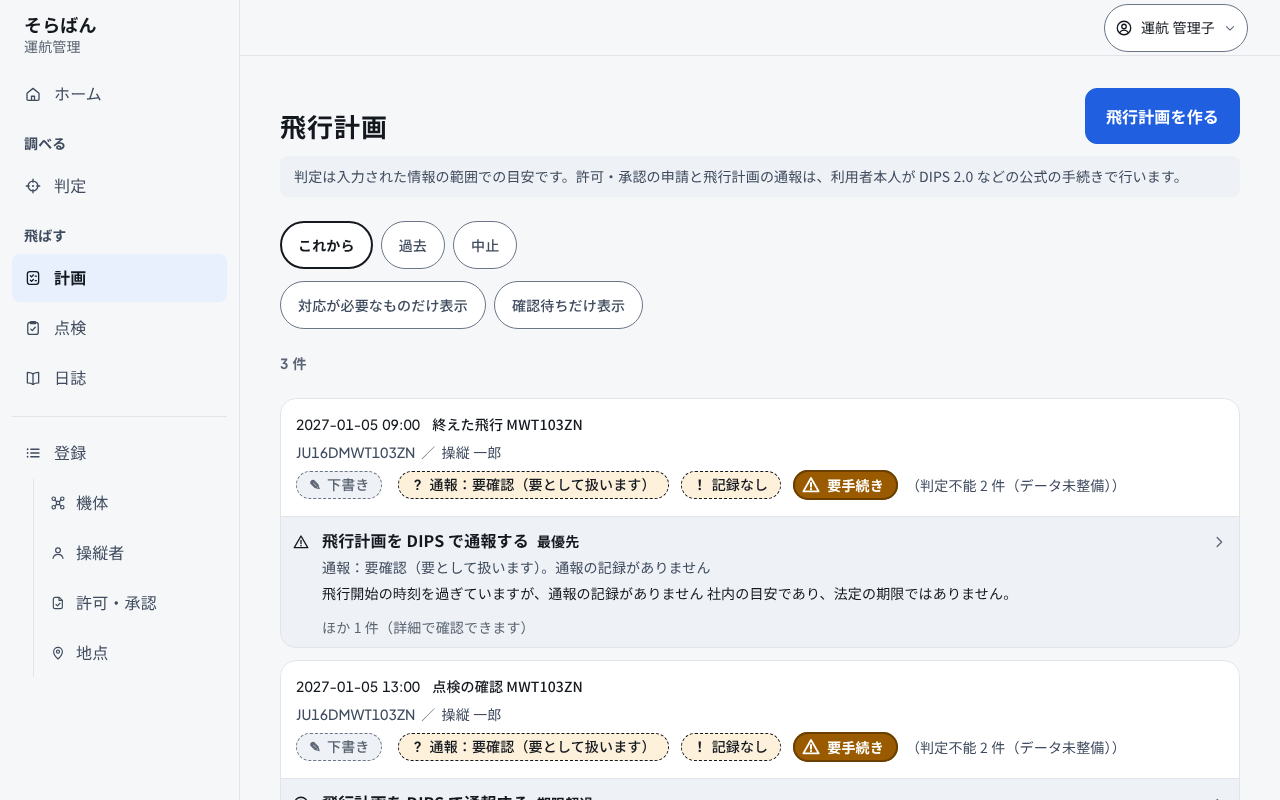 そらばん
運航管理
運航 管理子
ホーム
調べる
判定
飛ばす
計画
点検
日誌
登録
機体
操縦者
許可・承認
地点
飛行計画
飛行計画を作る
判定は入力された情報の範囲での目安です。許可・承認の申請と飛行計画の通報は、利用者本人が DIPS 2.0 などの公式の手続きで行います。
これから 過去 中止
対応が必要なものだけ表示 確認待ちだけ表示
3 件
2027-01-05 09:00 終えた飛行 MWT103ZN
JU16DMWT103ZN ／ 操縦 一郎
✎ 下書き ? 通報：要確認（要として扱います） ! 記録なし 要手続き （判定不能 2 件（データ未整備））
飛行計画を DIPS で通報する 最優先
通報：要確認（要として扱います）。通報の記録がありません
飛行開始の時刻を過ぎていますが、通報の記録がありません 社内の目安であり、法定の期限ではありません。
ほか 1 件（詳細で確認できます）
2027-01-05 13:00 点検の確認 MWT103ZN
JU16DMWT103ZN ／ 操縦 一郎
✎ 下書き ? 通報：要確認（要として扱います） ! 記録なし 要手続き （判定不能 2 件（データ未整備））
飛行計画を DIPS で通報する 期限超過